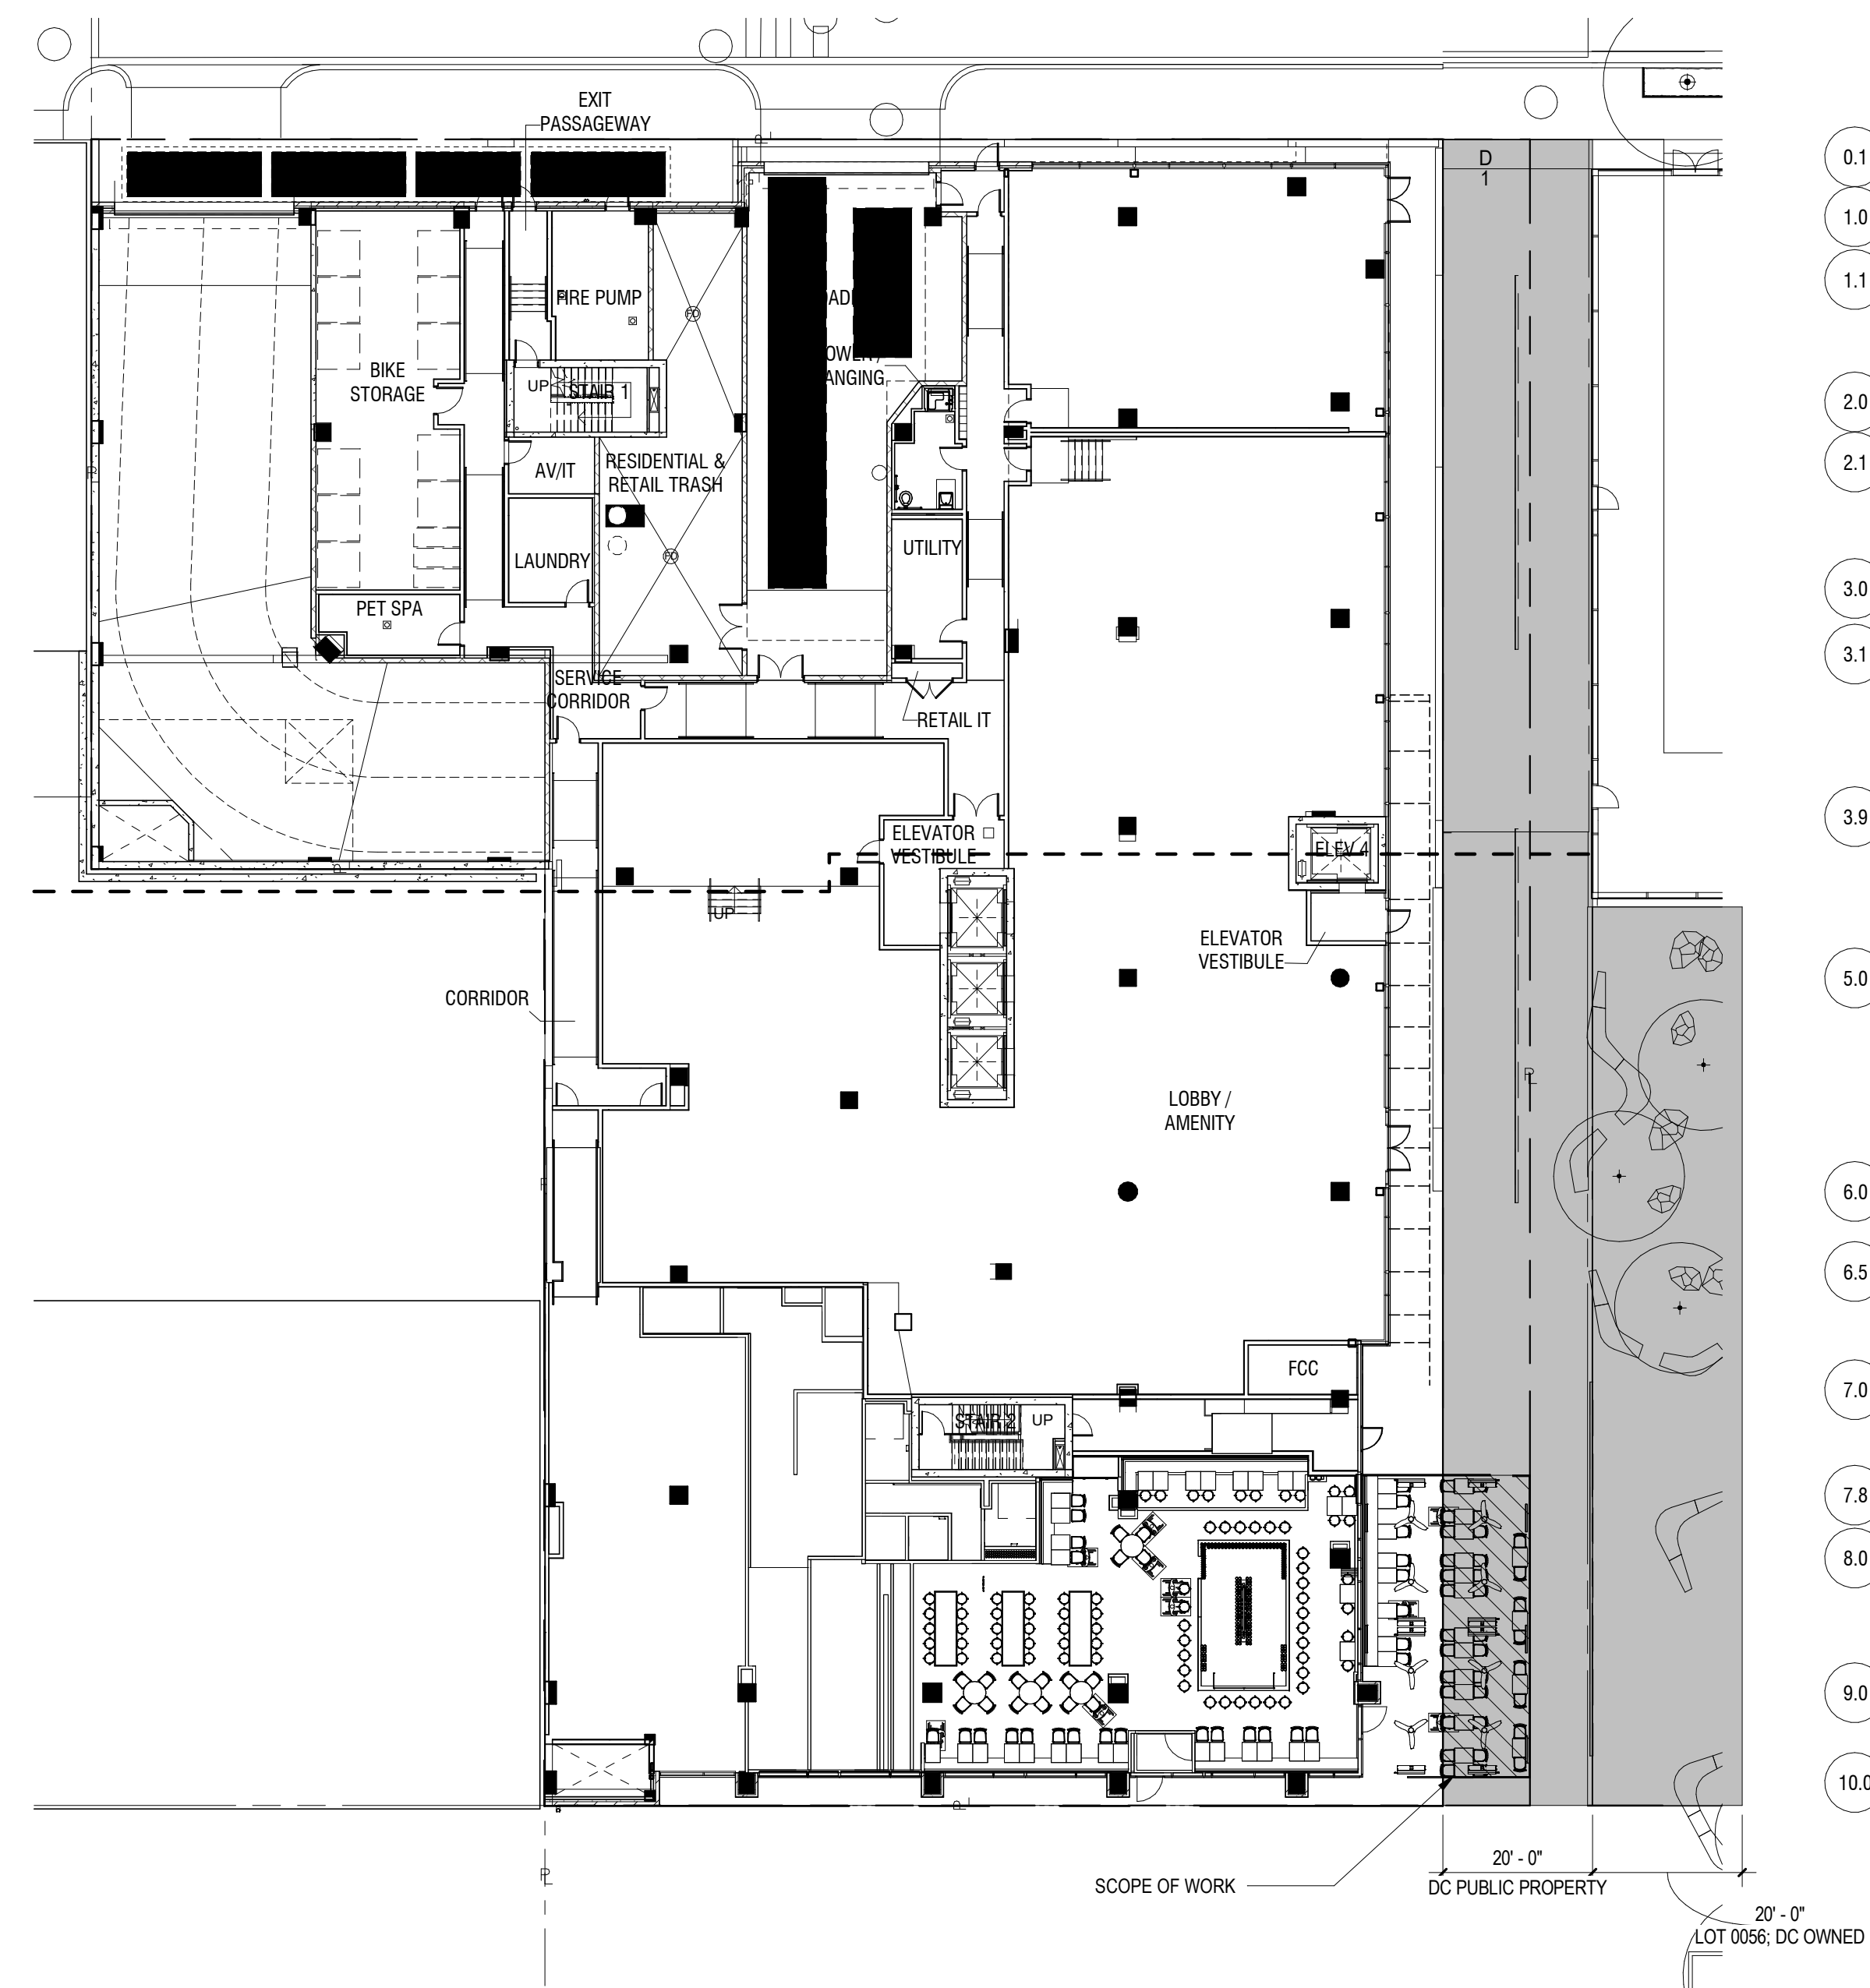 EXIT
PASSAGEWAY
D
1
0.1
1.0
1.1
FIRE PUMP
BIKE
STORAGE
UP
STAIR 1
ANGING
2.0
2.1
AV/IT
RESIDENTIAL &
RETAIL TRASH
UTILITY
LAUNDRY
PET SPA
3.0
3.1
SERVICE
CORRIDOR
RETAIL IT
3.9
ELEVATOR
VESTIBULE
ELEV 4
UP
ELEVATOR
VESTIBULE
5.0
CORRIDOR
LOBBY /
AMENITY
6.0
6.5
FCC
7.0
STAIR 2
UP
7.8
8.0
9.0
10.0
20' - 0"
SCOPE OF WORK
DC PUBLIC PROPERTY
20' - 0"
LOT 0056; DC OWNED